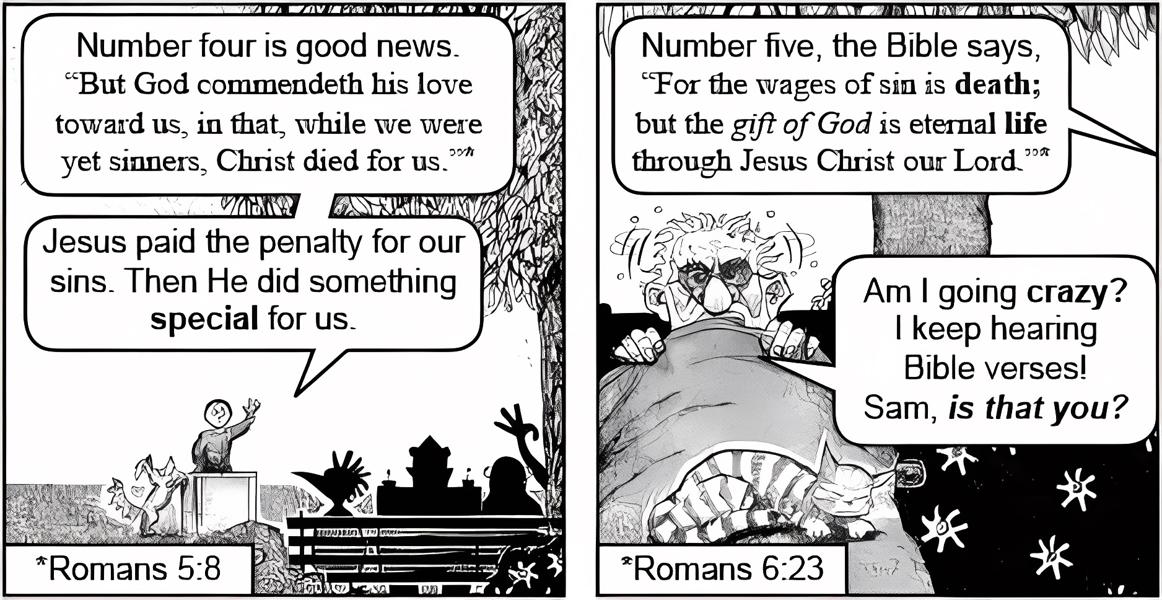 Number four is good news.
“But God commendeth his love
toward us, in that, while we were
yet sinners, Christ died for us.”*
Jesus paid the penalty for our
sins. Then He did something
special for us.
*Romans 5:8
Number five, the Bible says,
“For the wages of sin is death;
but the gift of God is eternal life
through Jesus Christ our Lord.”*
Am I going crazy?
I keep hearing
Bible verses!
Sam, is that you?
*Romans 6:23